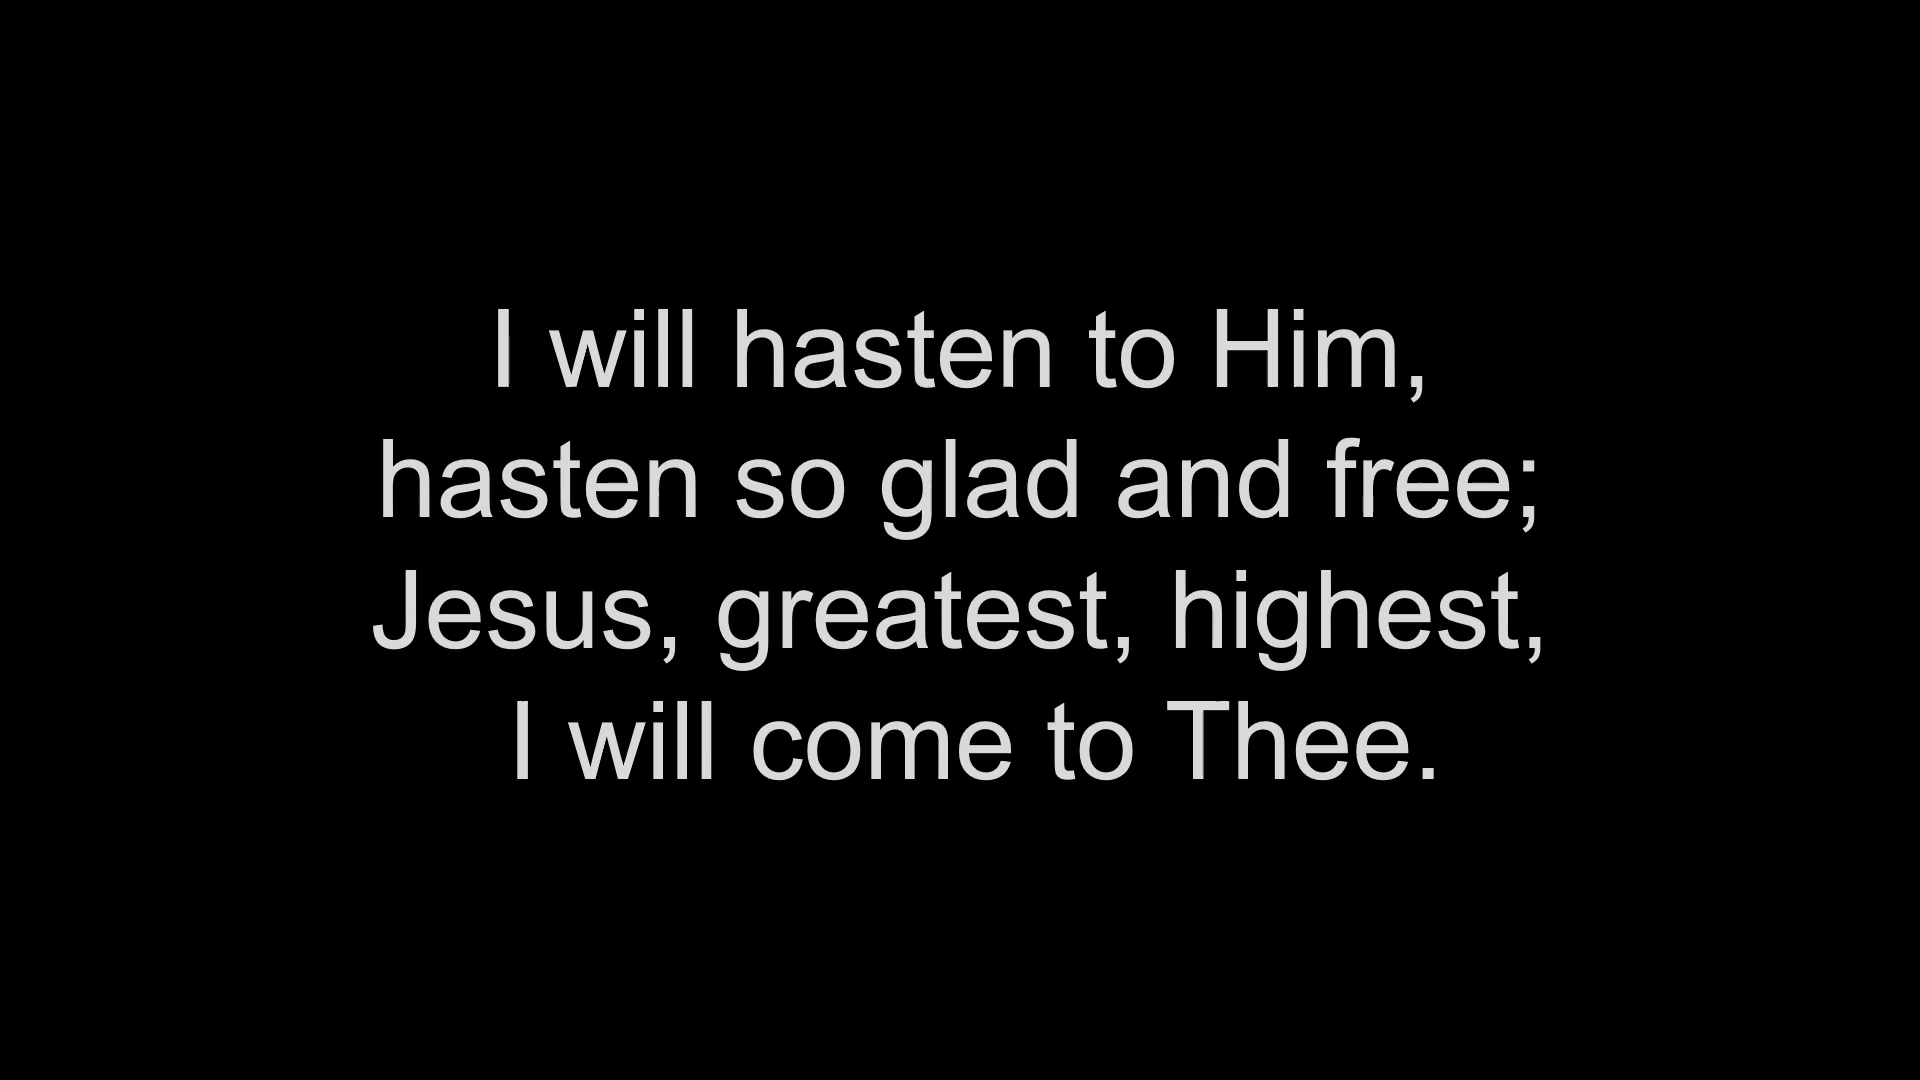 I will hasten to Him,
hasten so glad and free;
Jesus, greatest, highest,
I will come to Thee.